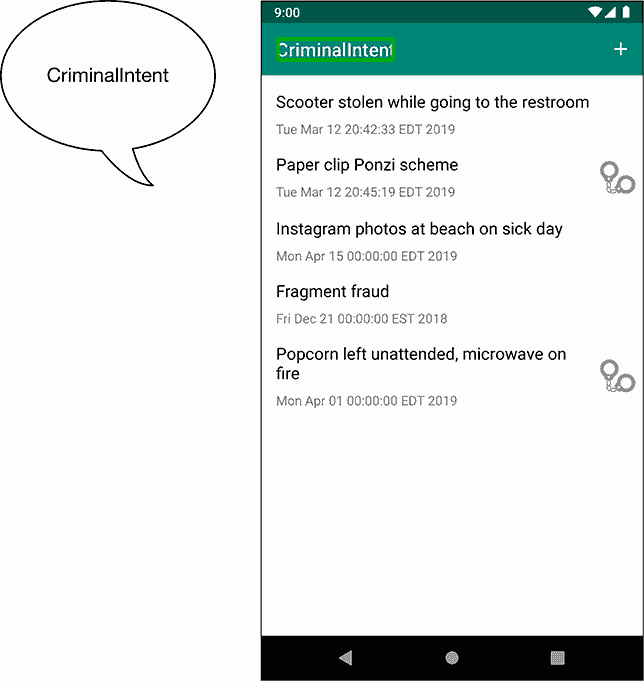 CriminalIntent
9:00
CriminalIntent
Scooter stolen while going to the restroom
Tue Mar 12 20:42:33 EDT 2019
Paper clip Ponzi scheme
Tue Mar 12 20:45:19 EDT 2019
Instagram photos at beach on sick day
Mon Apr 15 00:00:00 EDT 2019
Fragment fraud
Fri Dec 21 00:00:00 EST 2018
Popcorn left unattended, microwave on
fire
Mon Apr 01 00:00:00 EDT 2019